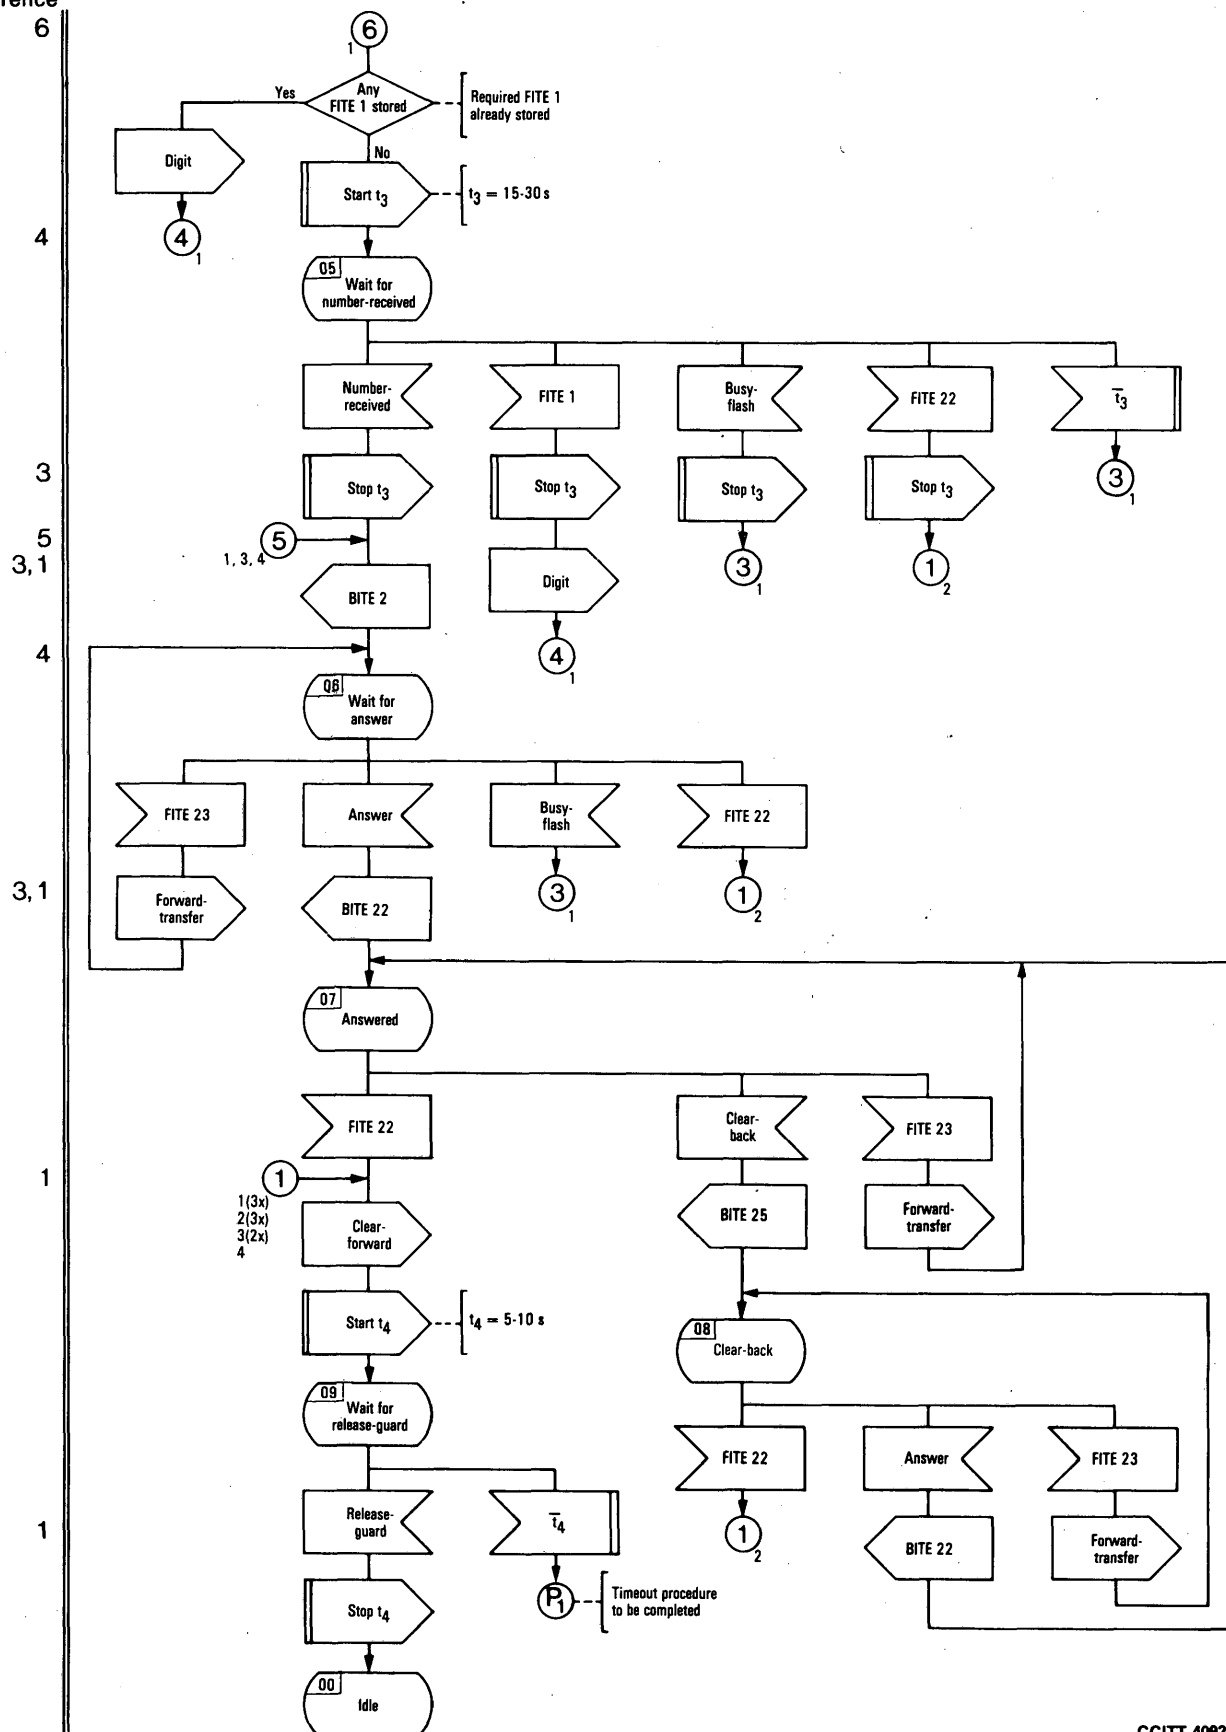 rence
6
6
1
Any
FITE 1 stored
Yes
Required FITE 1
already stored
No
Digit
Start t3
t3 = 15-30 s
4
4
1
05
Wait for
number-received
Number-
received
FITE 1
Busy-
flash
FITE 22
t̅3
3
Stop t3
Stop t3
Stop t3
Stop t3
3
1
5
5
1, 3, 4
3, 1
BITE 2
Digit
3
1
1
2
4
4
1
06
Wait for
answer
FITE 23
Answer
Busy-
flash
FITE 22
3, 1
Forward-
transfer
BITE 22
3
1
1
2
07
Answered
FITE 22
Clear-
back
FITE 23
1
1
1(3x)
2(3x)
3(2x)
4
Clear-
forward
BITE 25
Forward-
transfer
Start t4
t4 = 5-10 s
08
Clear-back
09
Wait for
release-guard
FITE 22
Answer
FITE 23
1
Release-
guard
t̅4
1
2
BITE 22
Forward-
transfer
Stop t4
P1
Timeout procedure
to be completed
00
Idle